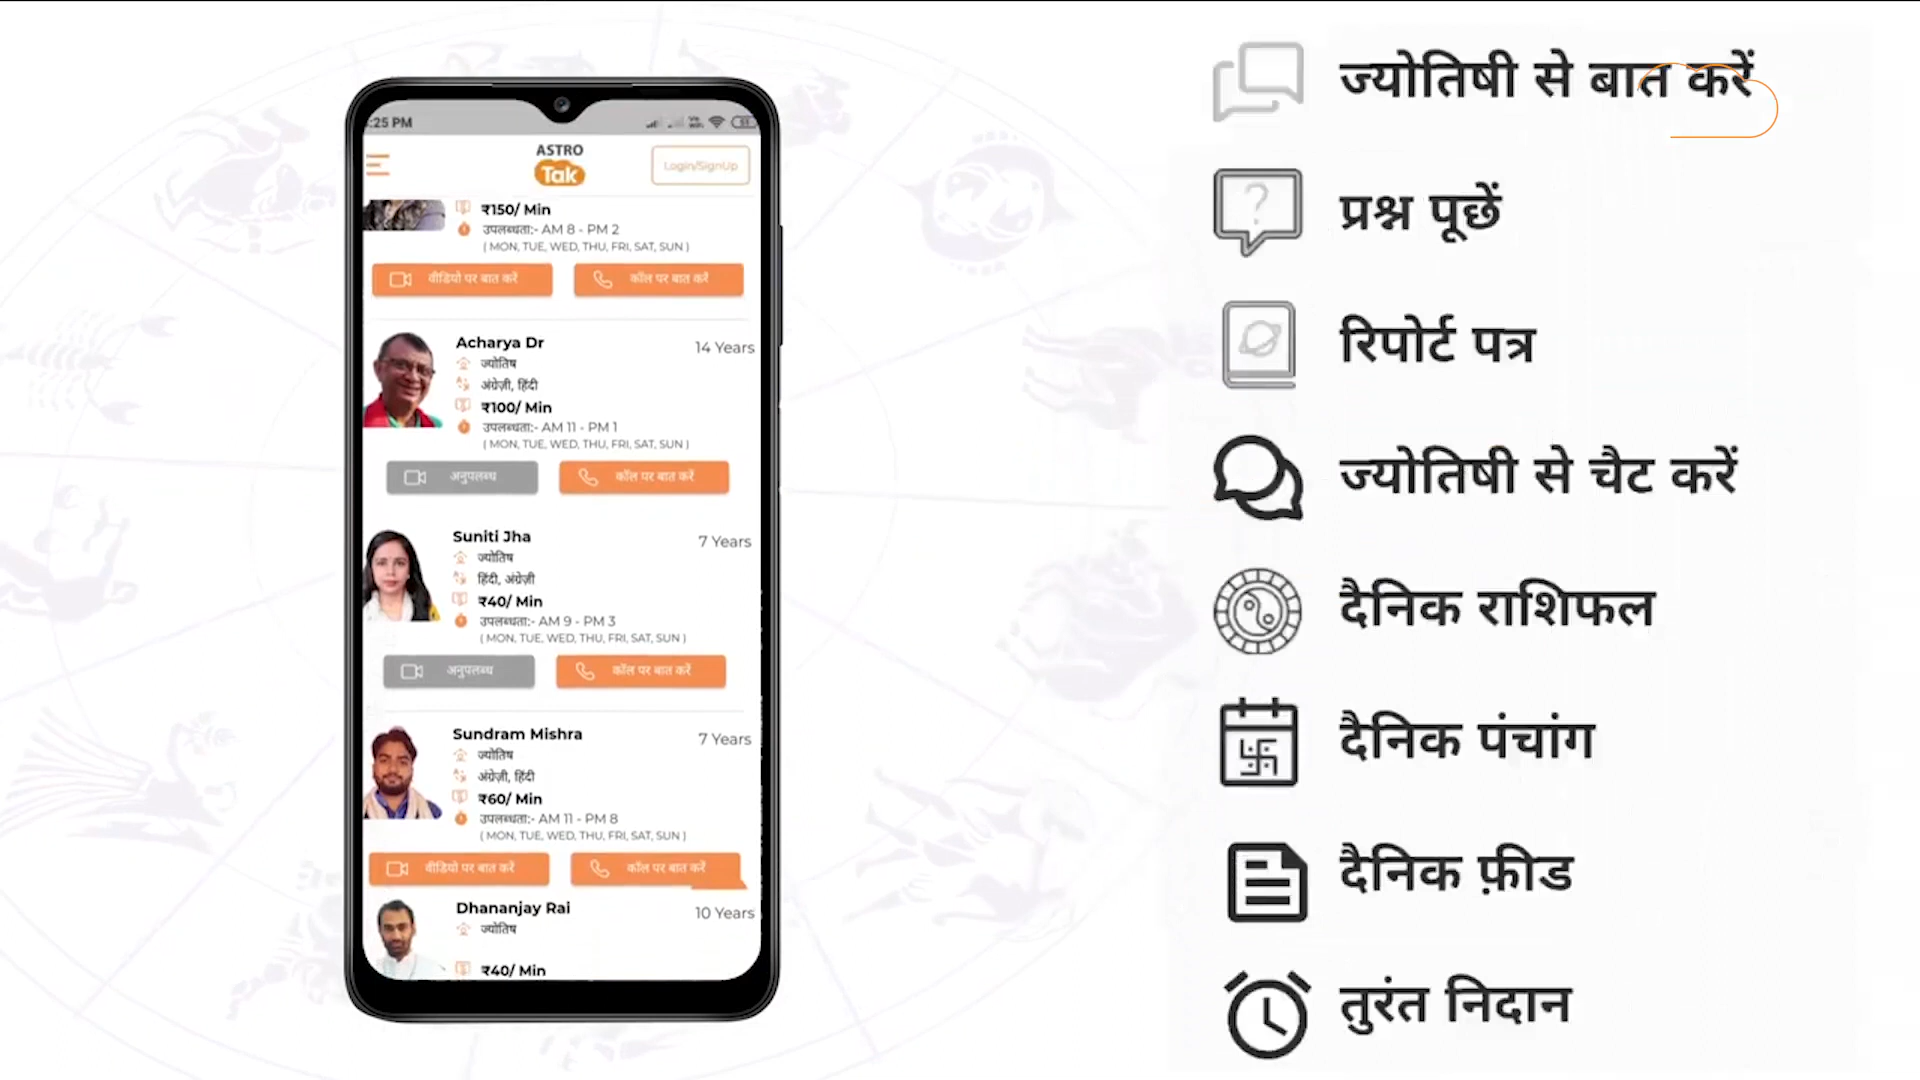 :25 PM
51
ASTRO
Tak
Login/SignUp
₹150/ Min
उपलब्धता:- AM 8 - PM 2
( MON, TUE, WED, THU, FRI, SAT, SUN )
वीडियो पर बात करें
कॉल पर बात करें
Acharya Dr
14 Years
ज्योतिष
अंग्रेज़ी, हिंदी
₹100/ Min
उपलब्धता:- AM 11 - PM 1
( MON, TUE, WED, THU, FRI, SAT, SUN )
अनुपलब्ध
कॉल पर बात करें
Suniti Jha
7 Years
ज्योतिष
हिंदी, अंग्रेज़ी
₹40/ Min
उपलब्धता:- AM 9 - PM 3
( MON, TUE, WED, THU, FRI, SAT, SUN )
अनुपलब्ध
कॉल पर बात करें
Sundram Mishra
7 Years
ज्योतिष
अंग्रेज़ी, हिंदी
₹60/ Min
उपलब्धता:- AM 11 - PM 8
( MON, TUE, WED, THU, FRI, SAT, SUN )
वीडियो पर बात करें
कॉल पर बात करें
Dhananjay Rai
10 Years
ज्योतिष
₹40/ Min
ज्योतिषी से बात करें
प्रश्न पूछें
रिपोर्ट पत्र
ज्योतिषी से चैट करें
दैनिक राशिफल
दैनिक पंचांग
दैनिक फ़ीड
तुरंत निदान